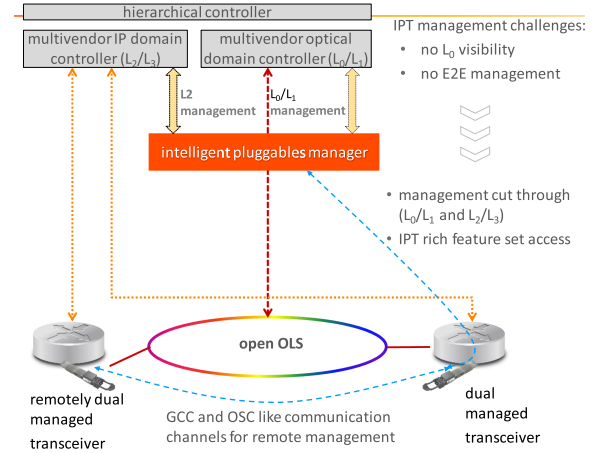 hierarchical controller
multivendor IP domain
controller (L2/L3)
multivendor optical
domain controller (L0/L1)
IPT management challenges:
• no L0 visibility
• no E2E management
L2
management
L0/L1
management
intelligent pluggables manager
• management cut through
(L0/L1 and L2/L3)
• IPT rich feature set access
open OLS
remotely dual
managed
transceiver
GCC and OSC like communication
channels for remote management
dual
managed
transceiver